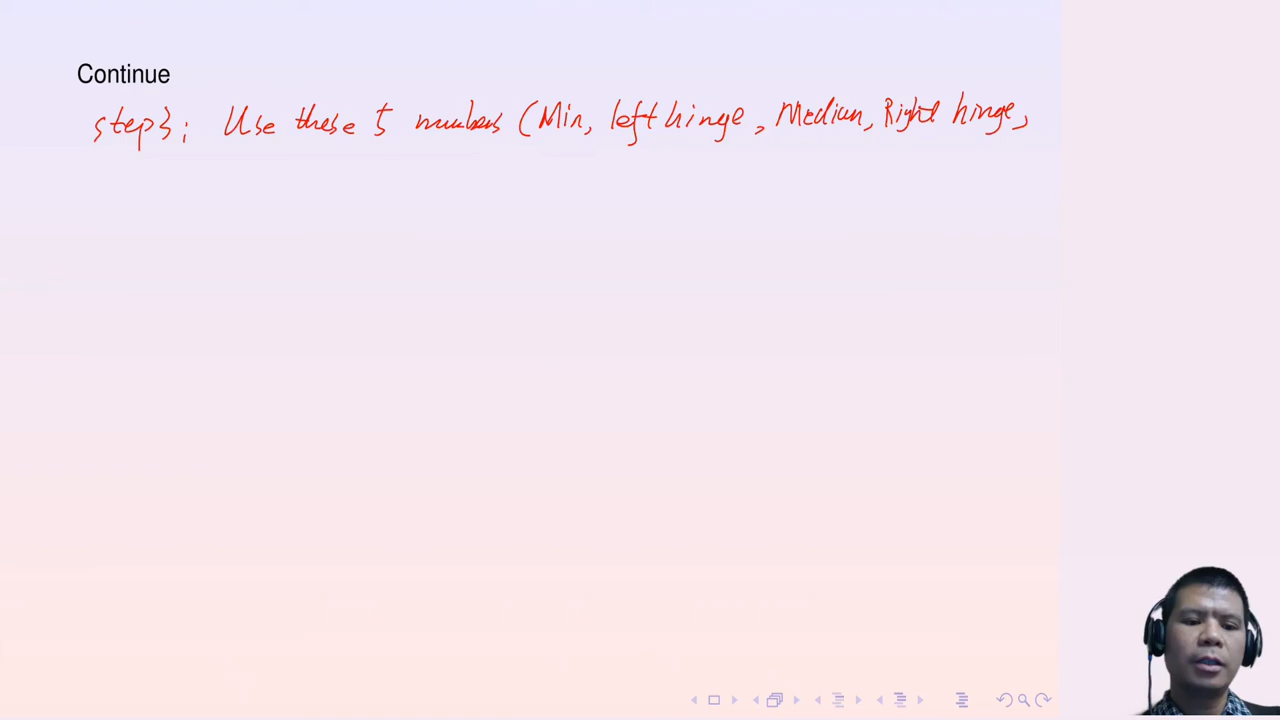 Continue
step3: Use these 5 numbers (Min, left hinge, Median, Right hinge,